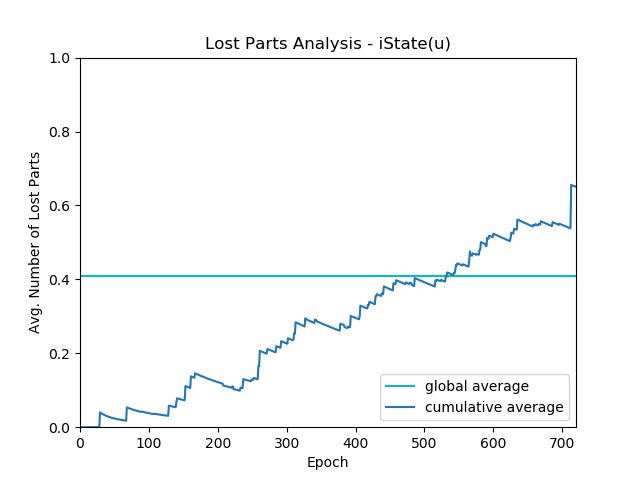 Lost Parts Analysis - iState(u)
Avg. Number of Lost Parts
1.0
0.8
0.6
0.4
0.2
0.0
0 100 200 300 400 500 600 700
Epoch
global average
cumulative average